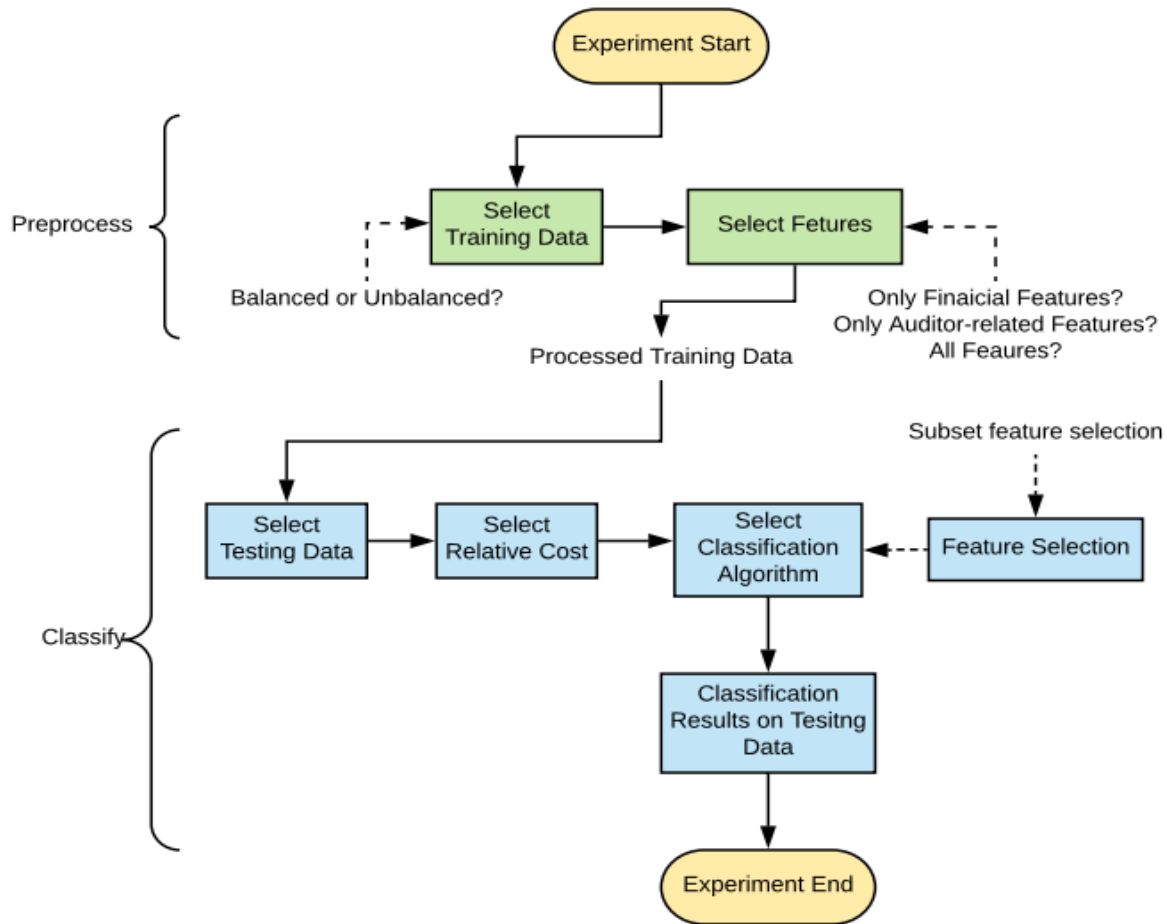 Experiment Start
Preprocess
Select
Training Data
Select Fetures
Balanced or Unbalanced?
Only Finaicial Features?
Only Auditor-related Features?
All Feaures?
Processed Training Data
Subset feature selection
Select
Testing Data
Select
Relative Cost
Select
Classification
Algorithm
Feature Selection
Classify
Classification
Results on Tesitng
Data
Experiment End